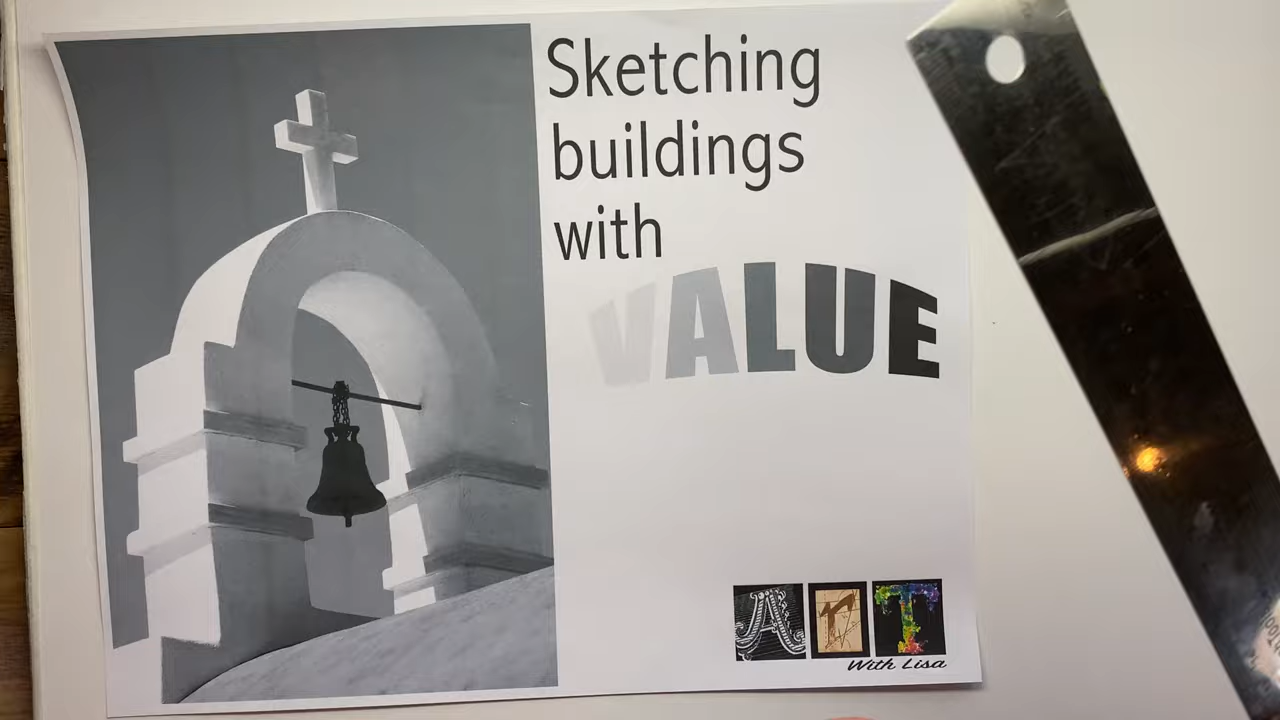 Sketching
buildings
with
VALUE
ART
With Lisa